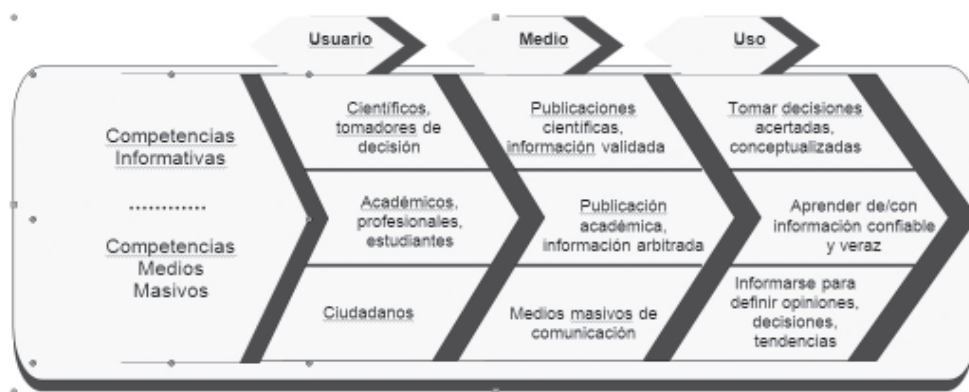 Usuario
Medio
Uso
Competencias
Informativas
............
Competencias
Medios
Masivos
Científicos,
tomadores de
decisión
Publicaciones
científicas,
información validada
Tomar decisiones
acertadas,
conceptualizadas
Académicos,
profesionales,
estudiantes
Publicación
académica,
información arbitrada
Aprender de/con
información confiable
y veraz
Ciudadanos
Medios masivos de
comunicación
Informarse para
definir opiniones,
decisiones,
tendencias